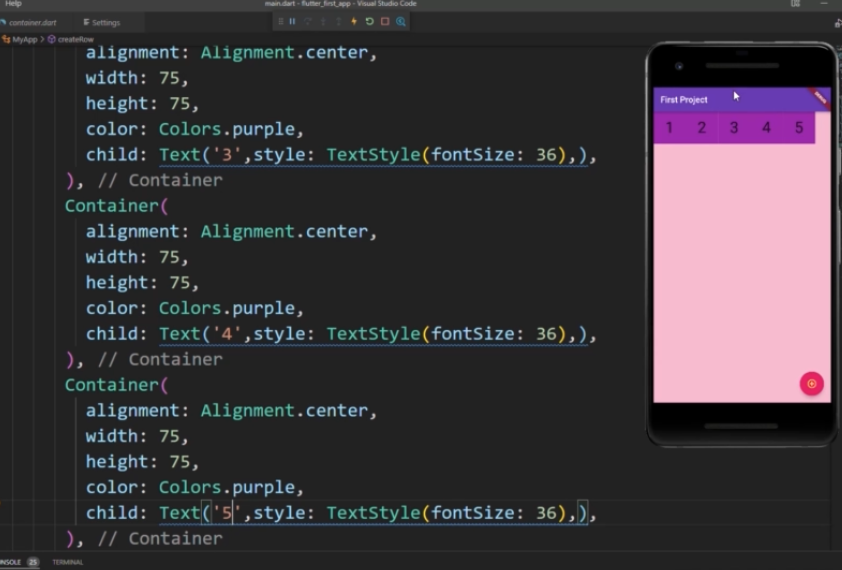 Help
main.dart - flutter_first_app - Visual Studio Code
container.dart
Settings
MyApp > createRow
alignment: Alignment.center,
width: 75,
height: 75,
color: Colors.purple,
child: Text('3',style: TextStyle(fontSize: 36),),
), // Container
Container(
alignment: Alignment.center,
width: 75,
height: 75,
color: Colors.purple,
child: Text('4',style: TextStyle(fontSize: 36),),
), // Container
Container(
alignment: Alignment.center,
width: 75,
height: 75,
color: Colors.purple,
child: Text('5',style: TextStyle(fontSize: 36),),
), // Container
First Project
DEBUG
1 2 3 4 5
25
TERMINAL